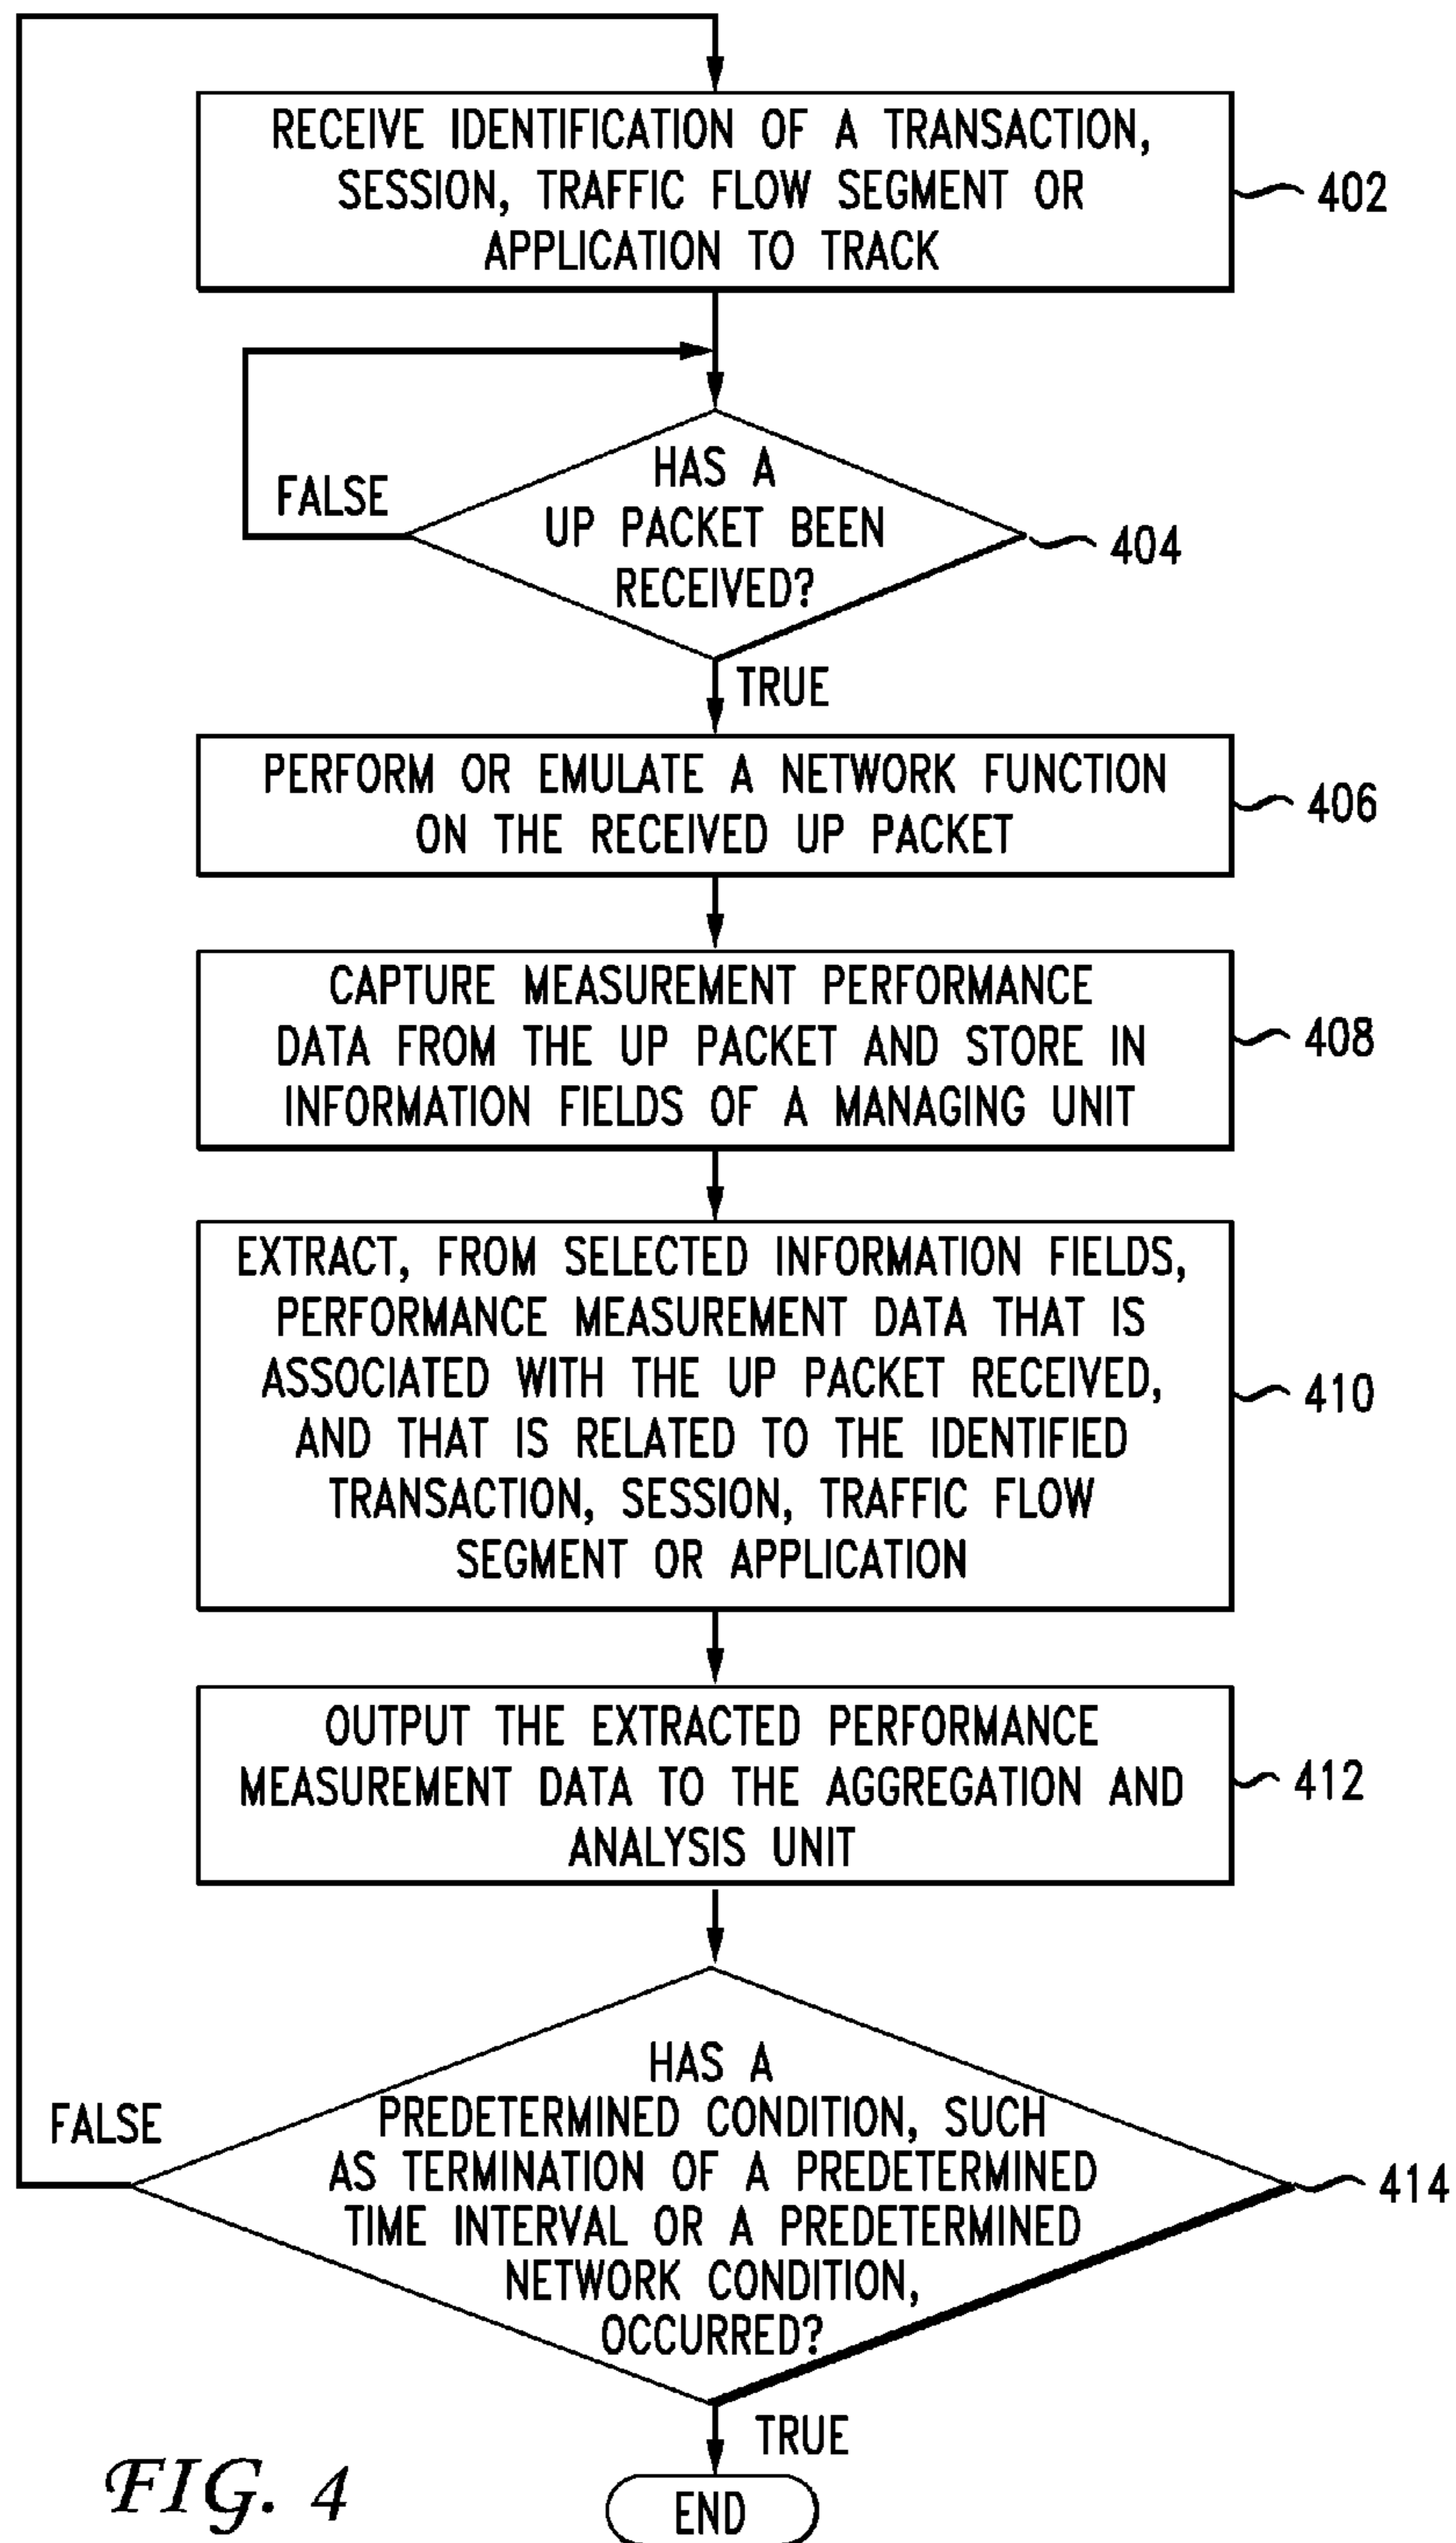 RECEIVE IDENTIFICATION OF A TRANSACTION,
SESSION, TRAFFIC FLOW SEGMENT OR
APPLICATION TO TRACK
402
HAS A
UP PACKET BEEN
RECEIVED?
FALSE
404
TRUE
PERFORM OR EMULATE A NETWORK FUNCTION
ON THE RECEIVED UP PACKET
406
CAPTURE MEASUREMENT PERFORMANCE
DATA FROM THE UP PACKET AND STORE IN
INFORMATION FIELDS OF A MANAGING UNIT
408
EXTRACT, FROM SELECTED INFORMATION FIELDS,
PERFORMANCE MEASUREMENT DATA THAT IS
ASSOCIATED WITH THE UP PACKET RECEIVED,
AND THAT IS RELATED TO THE IDENTIFIED
TRANSACTION, SESSION, TRAFFIC FLOW
SEGMENT OR APPLICATION
410
OUTPUT THE EXTRACTED PERFORMANCE
MEASUREMENT DATA TO THE AGGREGATION AND
ANALYSIS UNIT
412
HAS A
PREDETERMINED CONDITION, SUCH
AS TERMINATION OF A PREDETERMINED
TIME INTERVAL OR A PREDETERMINED
NETWORK CONDITION,
OCCURRED?
FALSE
414
TRUE
END
FIG. 4